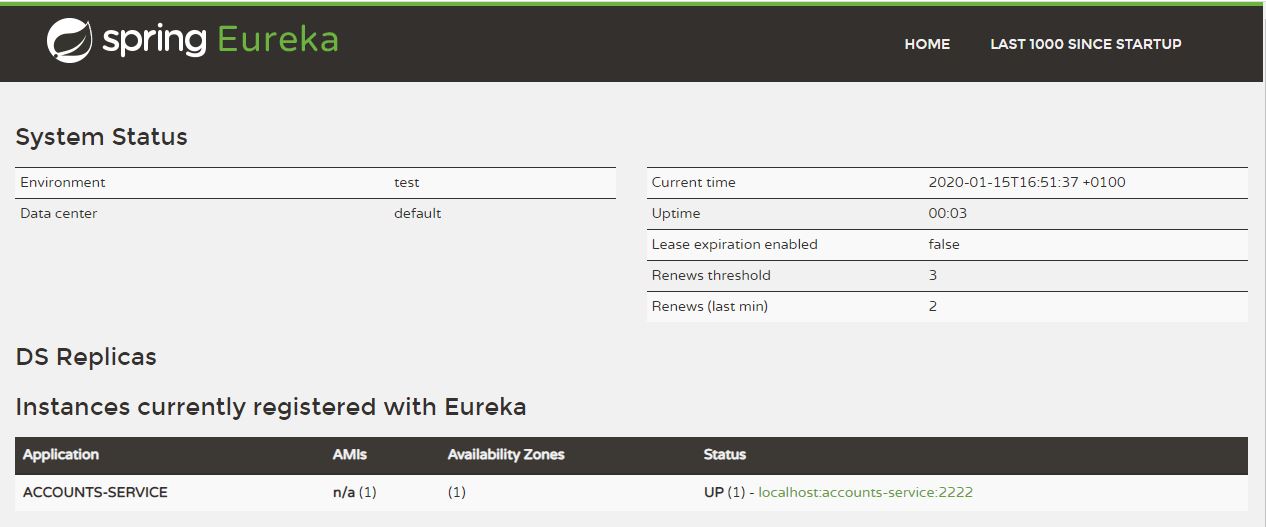 spring Eureka
HOME LAST 1000 SINCE STARTUP
System Status
Environment test
Data center default
Current time 2020-01-15T16:51:37 +0100
Uptime 00:03
Lease expiration enabled false
Renews threshold 3
Renews (last min) 2
DS Replicas
Instances currently registered with Eureka
Application AMIs Availability Zones Status
ACCOUNTS-SERVICE n/a (1) (1) UP (1) - localhost:accounts-service:2222